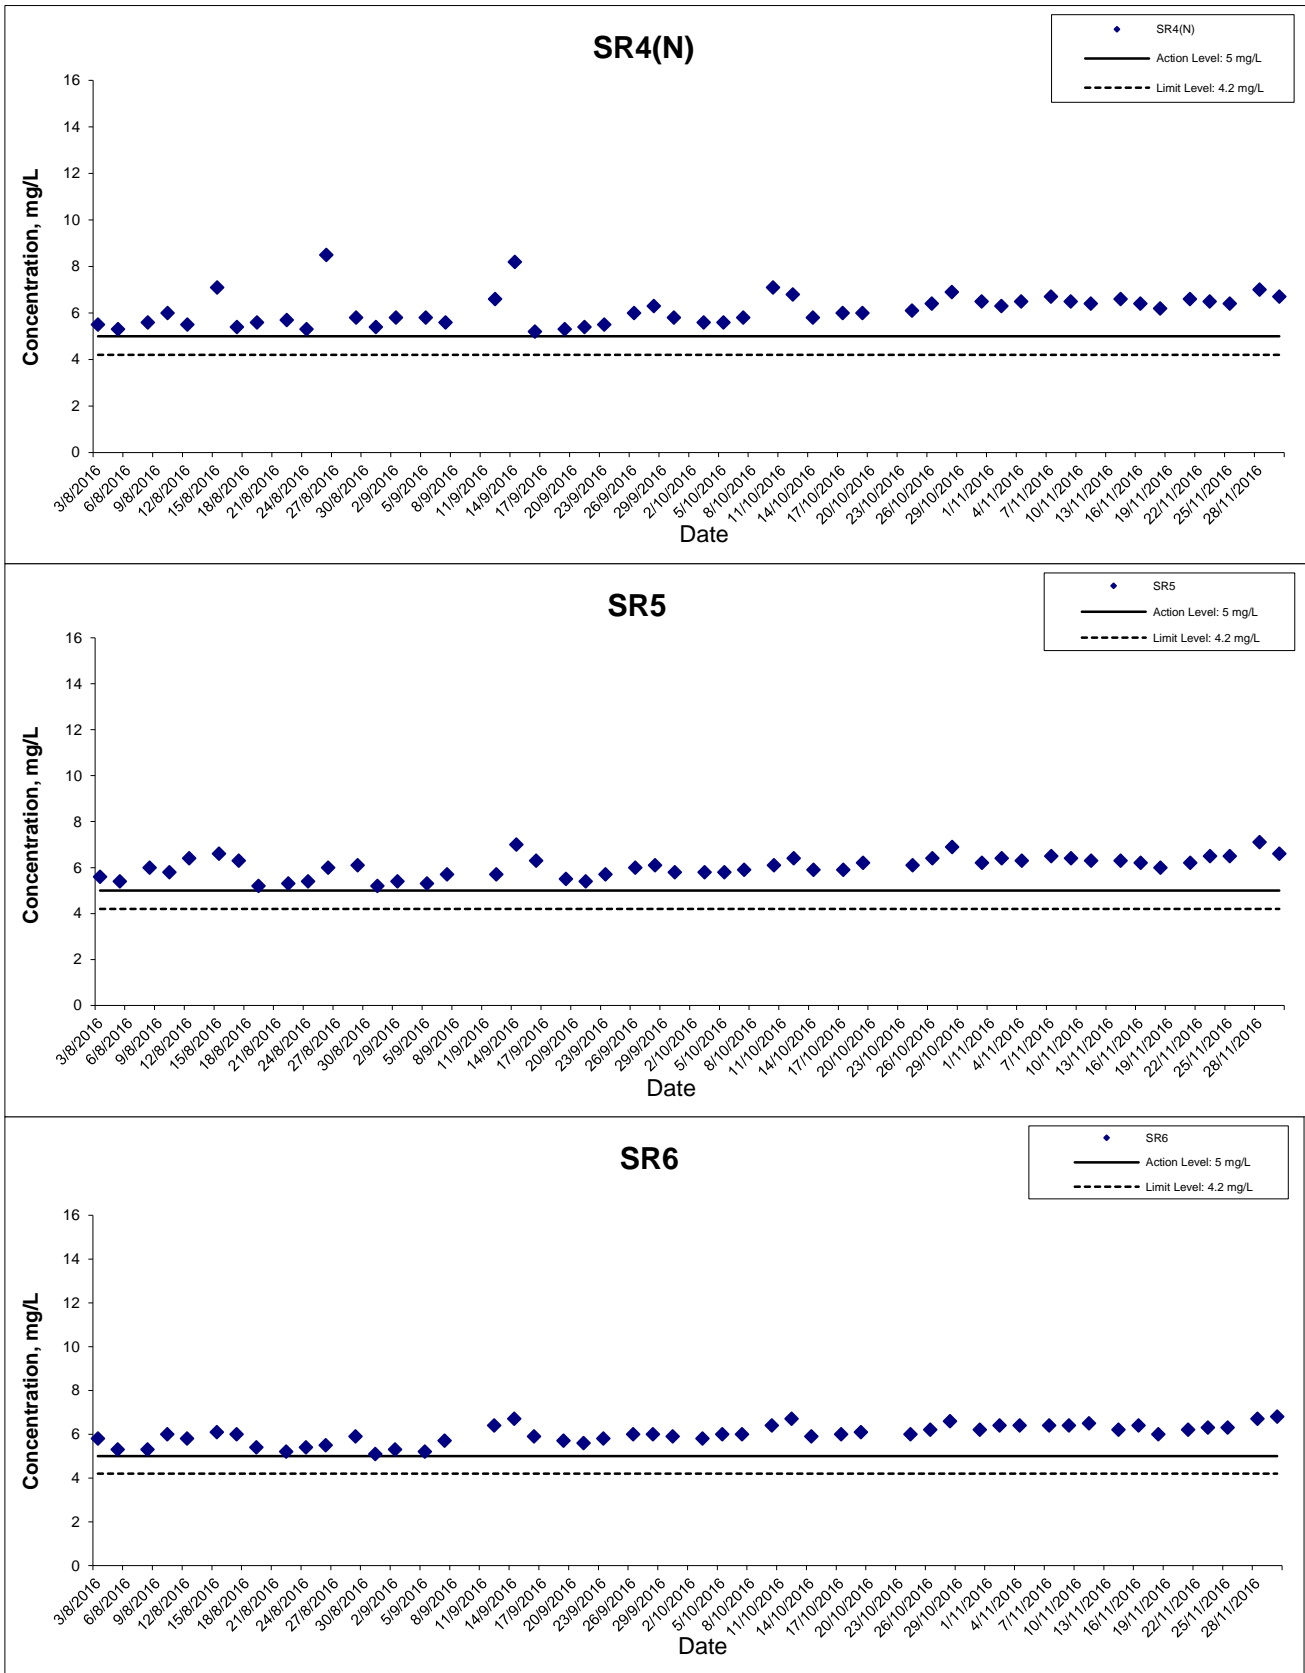 SR4(N)
SR4(N)
Action Level: 5 mg/L
Limit Level: 4.2 mg/L
Concentration, mg/L
16
14
12
10
8
6
4
2
0
3/8/2016 6/8/2016 9/8/2016 12/8/2016 15/8/2016 18/8/2016 21/8/2016 24/8/2016 27/8/2016 30/8/2016 2/9/2016 5/9/2016 8/9/2016 11/9/2016 14/9/2016 17/9/2016 20/9/2016 23/9/2016 26/9/2016 29/9/2016 2/10/2016 5/10/2016 8/10/2016 11/10/2016 14/10/2016 17/10/2016 20/10/2016 23/10/2016 26/10/2016 29/10/2016 1/11/2016 4/11/2016 7/11/2016 10/11/2016 13/11/2016 16/11/2016 19/11/2016 22/11/2016 25/11/2016 28/11/2016
Date
SR5
SR5
Action Level: 5 mg/L
Limit Level: 4.2 mg/L
Concentration, mg/L
16
14
12
10
8
6
4
2
0
3/8/2016 6/8/2016 9/8/2016 12/8/2016 15/8/2016 18/8/2016 21/8/2016 24/8/2016 27/8/2016 30/8/2016 2/9/2016 5/9/2016 8/9/2016 11/9/2016 14/9/2016 17/9/2016 20/9/2016 23/9/2016 26/9/2016 29/9/2016 2/10/2016 5/10/2016 8/10/2016 11/10/2016 14/10/2016 17/10/2016 20/10/2016 23/10/2016 26/10/2016 29/10/2016 1/11/2016 4/11/2016 7/11/2016 10/11/2016 13/11/2016 16/11/2016 19/11/2016 22/11/2016 25/11/2016 28/11/2016
Date
SR6
SR6
Action Level: 5 mg/L
Limit Level: 4.2 mg/L
Concentration, mg/L
16
14
12
10
8
6
4
2
0
3/8/2016 6/8/2016 9/8/2016 12/8/2016 15/8/2016 18/8/2016 21/8/2016 24/8/2016 27/8/2016 30/8/2016 2/9/2016 5/9/2016 8/9/2016 11/9/2016 14/9/2016 17/9/2016 20/9/2016 23/9/2016 26/9/2016 29/9/2016 2/10/2016 5/10/2016 8/10/2016 11/10/2016 14/10/2016 17/10/2016 20/10/2016 23/10/2016 26/10/2016 29/10/2016 1/11/2016 4/11/2016 7/11/2016 10/11/2016 13/11/2016 16/11/2016 19/11/2016 22/11/2016 25/11/2016 28/11/2016
Date